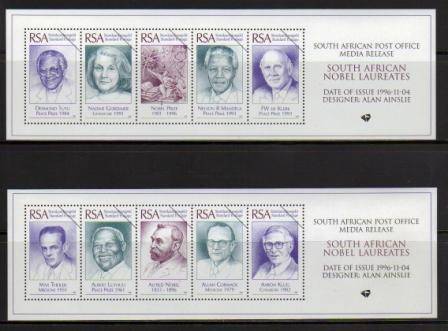 RSA
RSA
RSA
RSA
RSA
DESMOND TUTU
PEACE PRIZE 1984
NADINE GORDIMER
LITERATURE 1991
NOBEL PRIZE
1901 - 1996
NELSON R MANDELA
PEACE PRIZE 1993
FW DE KLERK
PEACE PRIZE 1993
SOUTH AFRICAN POST OFFICE
MEDIA RELEASE
SOUTH AFRICAN
NOBEL LAUREATES
DATE OF ISSUE 1996-11-04
DESIGNER: ALAN AINSLIE
RSA
RSA
RSA
RSA
RSA
MAX THEILER
MEDICINE 1951
ALBERT LUTHULI
PEACE PRIZE 1961
ALFRED NOBEL
1833 - 1896
ALLAN CORMACK
MEDICINE 1979
AARON KLUG
CHEMISTRY 1982
SOUTH AFRICAN POST OFFICE
MEDIA RELEASE
SOUTH AFRICAN
NOBEL LAUREATES
DATE OF ISSUE 1996-11-04
DESIGNER: ALAN AINSLIE